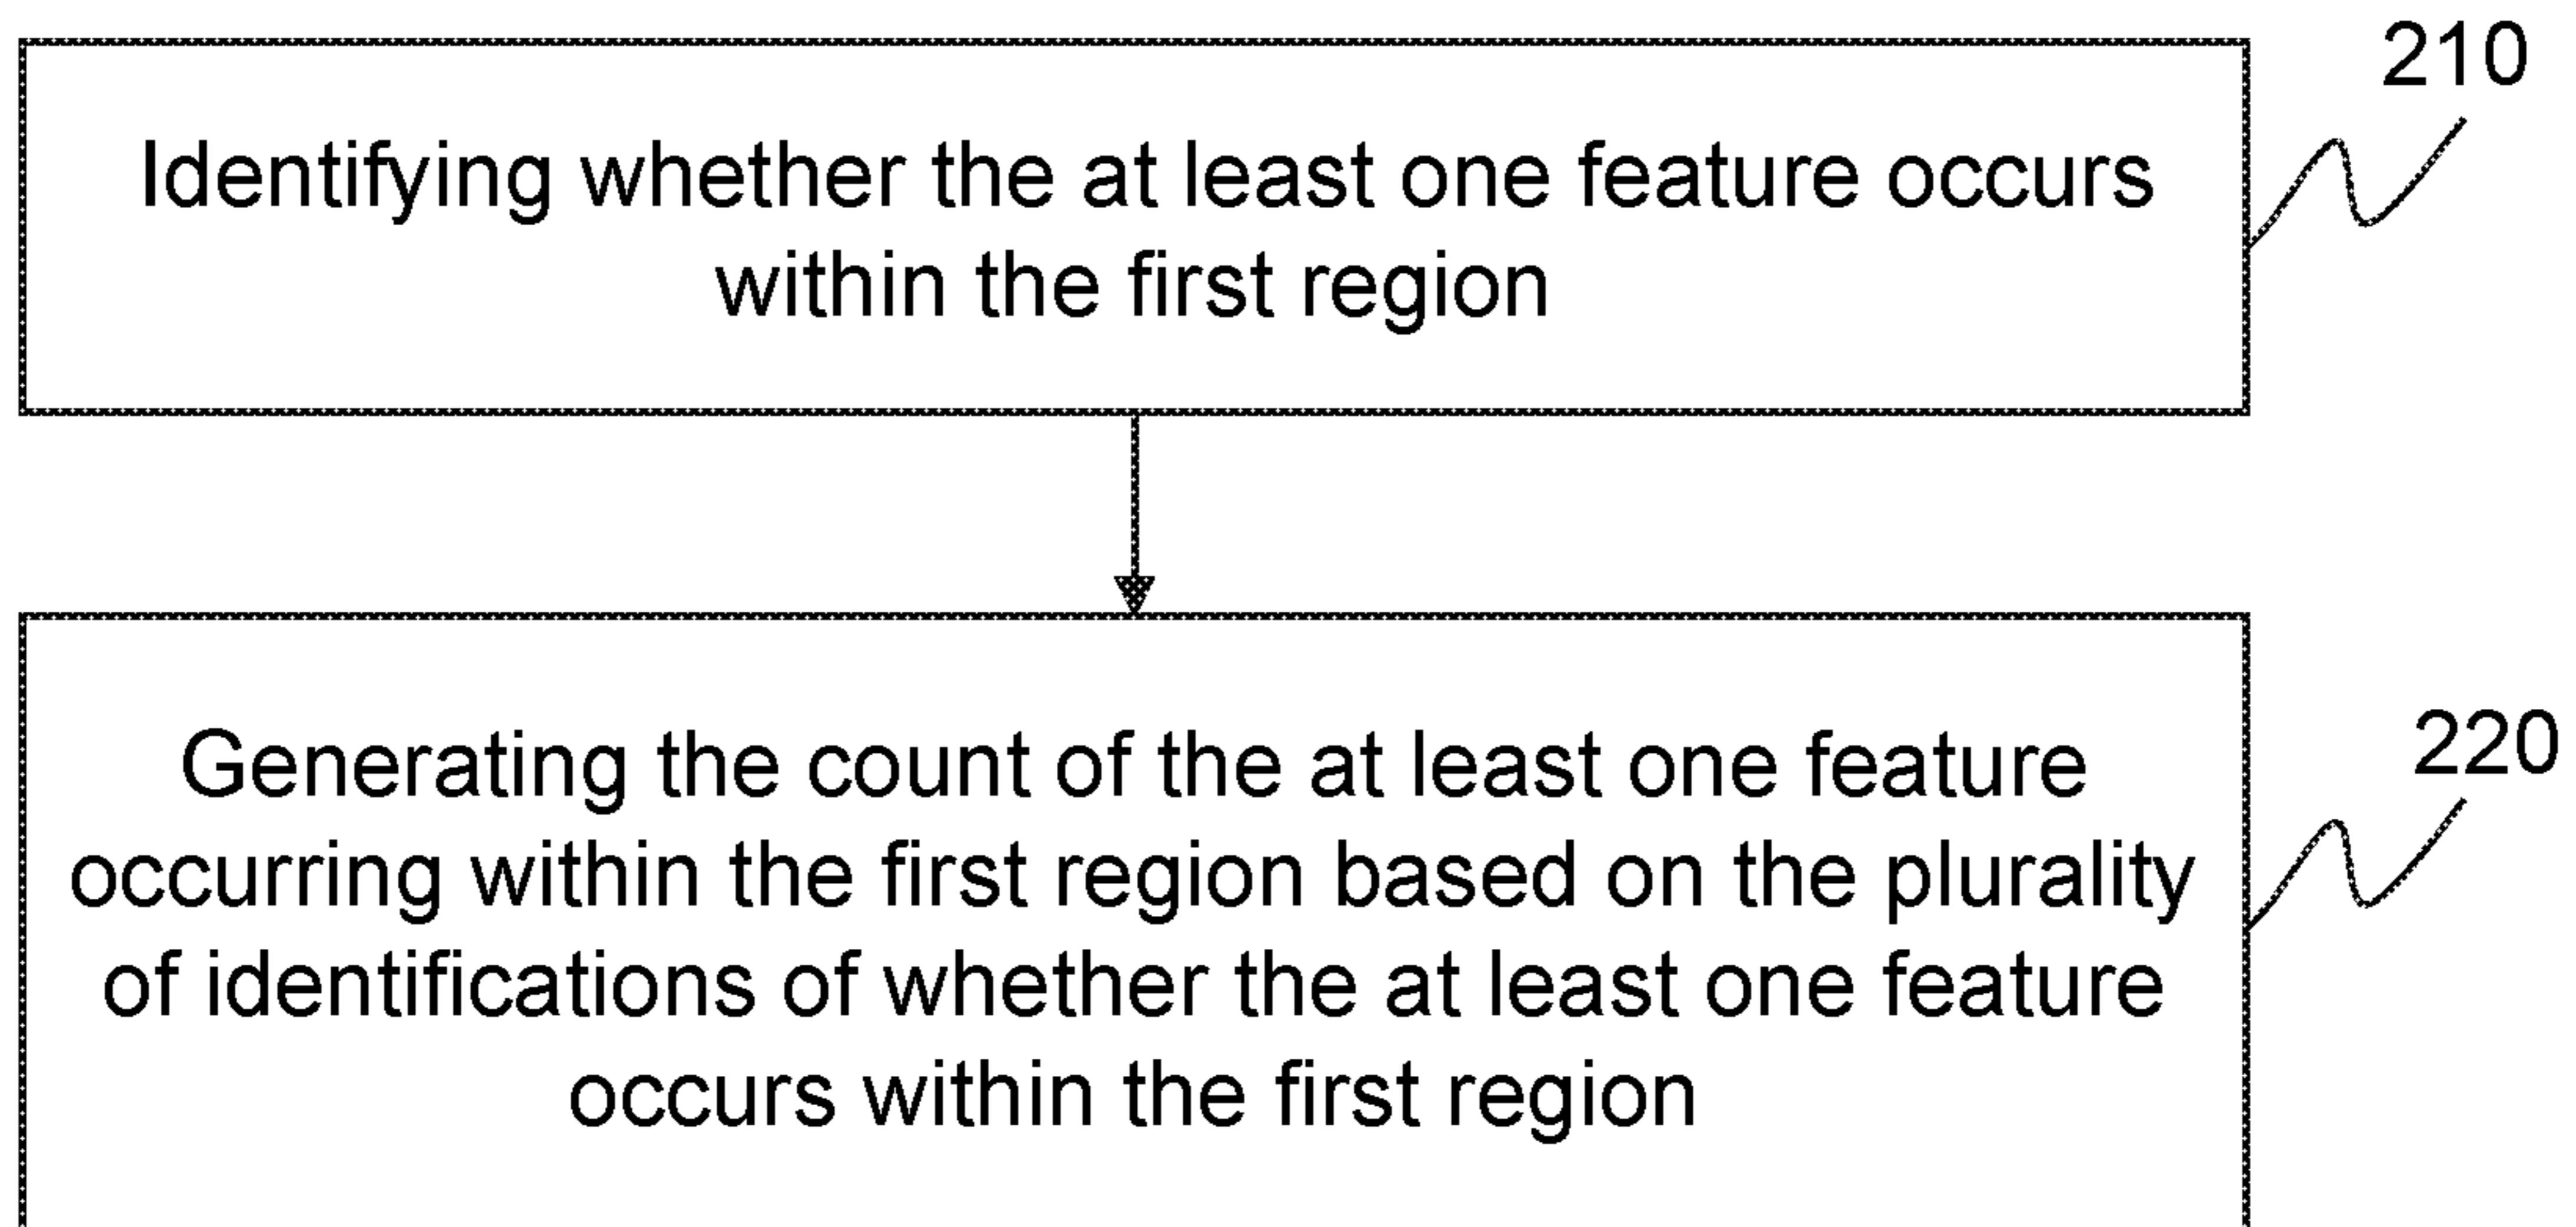 210
Identifying whether the at least one feature occurs
within the first region
220
Generating the count of the at least one feature
occurring within the first region based on the plurality
of identifications of whether the at least one feature
occurs within the first region